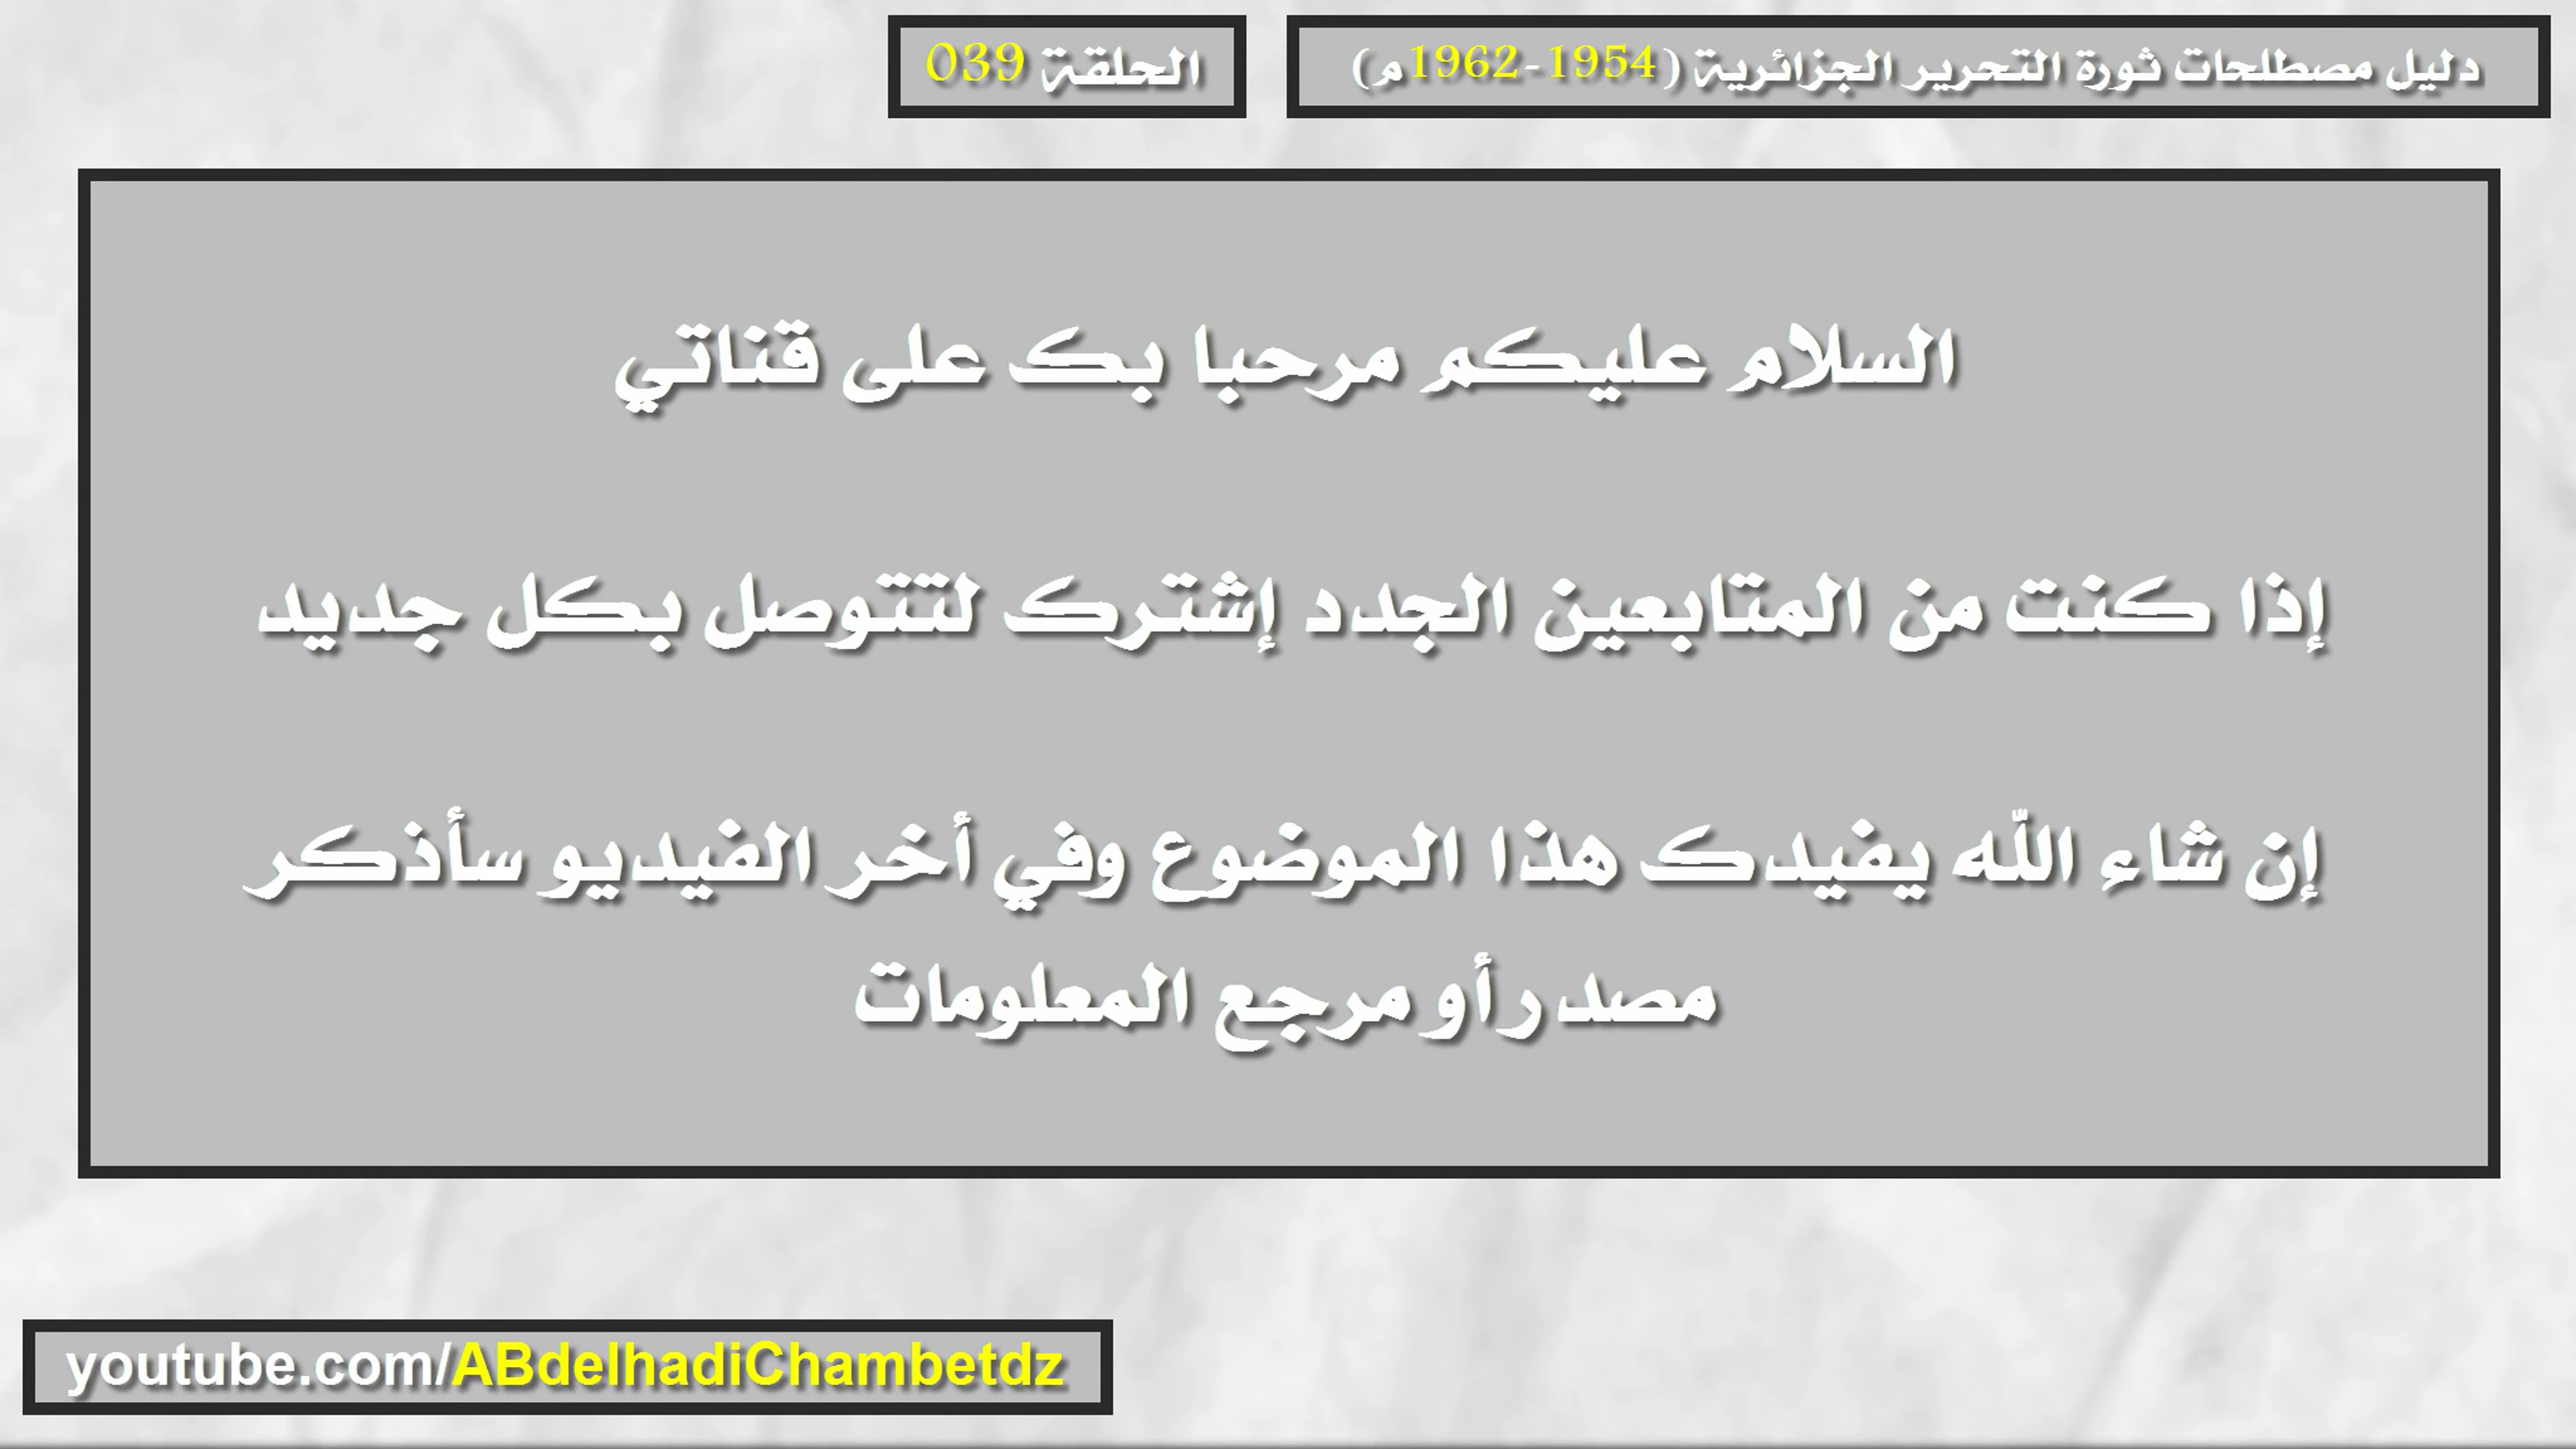 دليل مصطلحات ثورة التحرير الجزائرية (1954-1962م)
الحلقة 039
السلام عليكم مرحبا بك على قناتي
إذا كنت من المتابعين الجدد إشترك لتتوصل بكل جديد
إن شاء الله يفيدك هذا الموضوع وفي أخر الفيديو سأذكر
مصدر أو مرجع المعلومات
youtube.com/ABdelhadiChambetdz